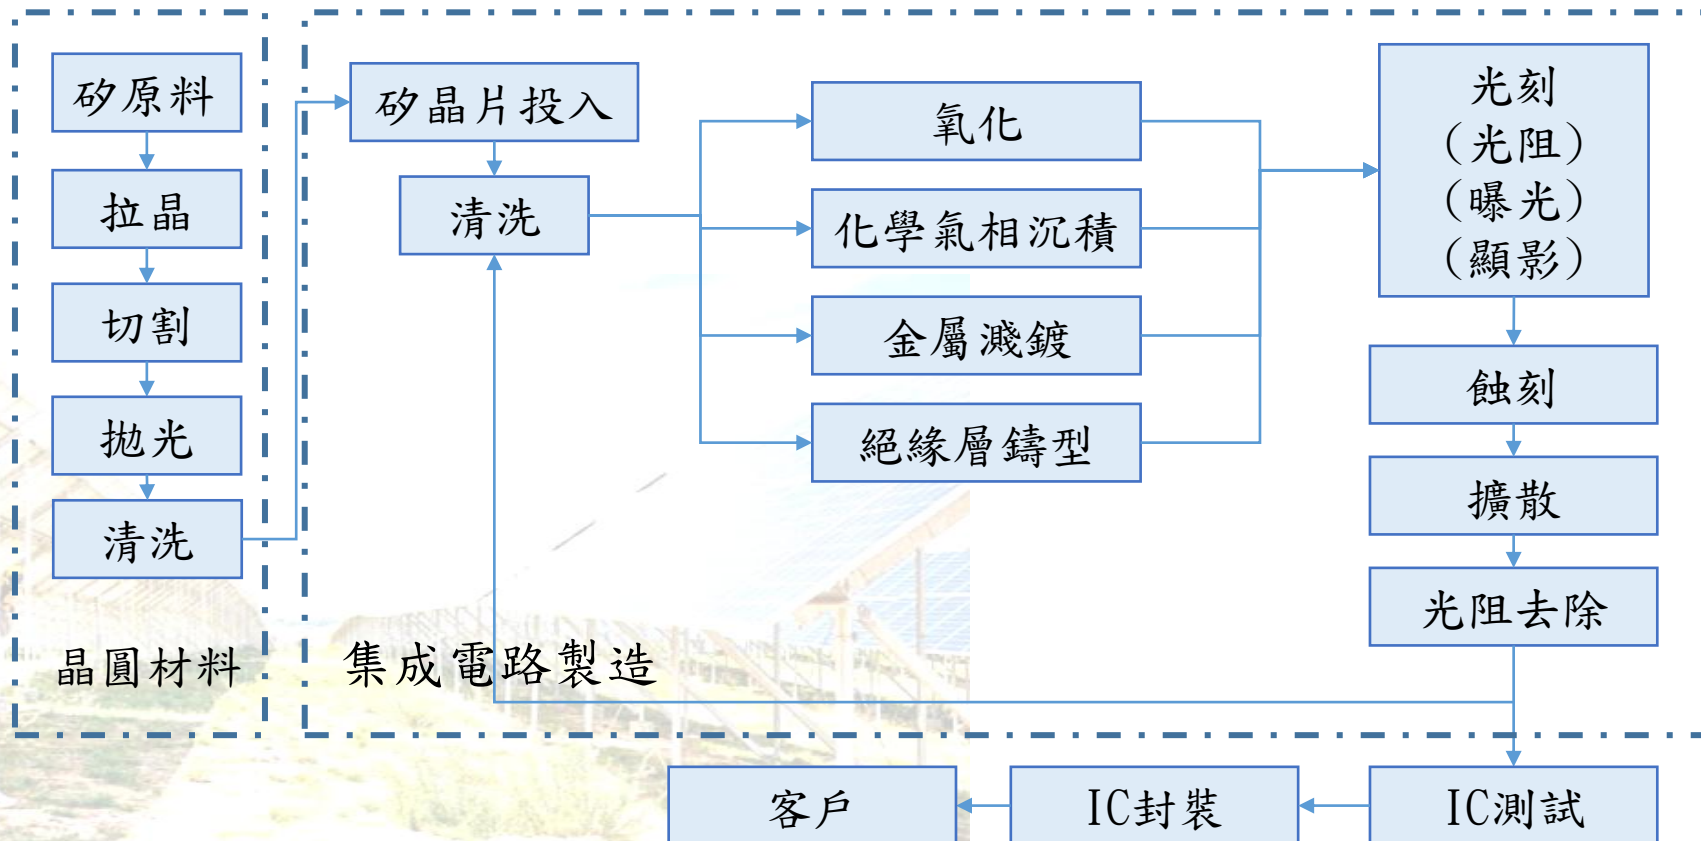 矽原料
拉晶
切割
拋光
清洗
晶圓材料
矽晶片投入
清洗
氧化
化學氣相沉積
金屬濺鍍
絕緣層鑄型
光刻
(光阻)
(曝光)
(顯影)
蝕刻
擴散
光阻去除
集成電路製造
IC測試
IC封裝
客戶